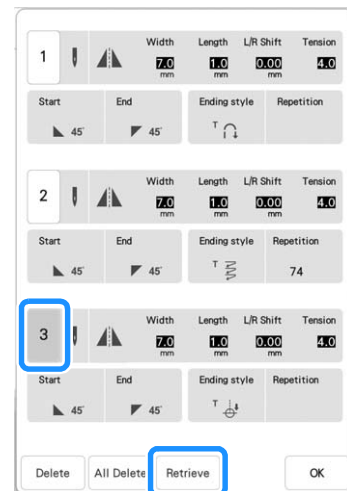 Width Length L/R Shift Tension
1 7.0 1.0 0.00 4.0
mm mm mm
Start End Ending style Repetition
45° 45° T
Width Length L/R Shift Tension
2 7.0 1.0 0.00 4.0
mm mm mm
Start End Ending style Repetition
45° 45° T 74
Width Length L/R Shift Tension
3 7.0 1.0 0.00 4.0
mm mm mm
Start End Ending style Repetition
45° 45° T
Delete All Delete Retrieve OK